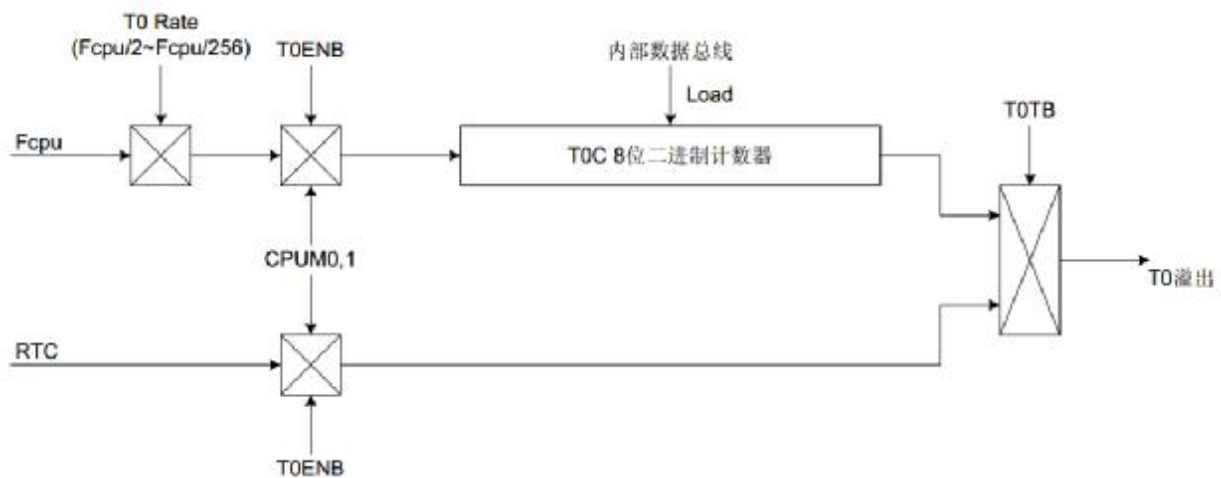 T0 Rate
(Fcpu/2~Fcpu/256)
T0ENB
内部数据总线
Load
T0TB
Fcpu
T0C 8位二进制计数器
CPUM0,1
T0溢出
RTC
T0ENB